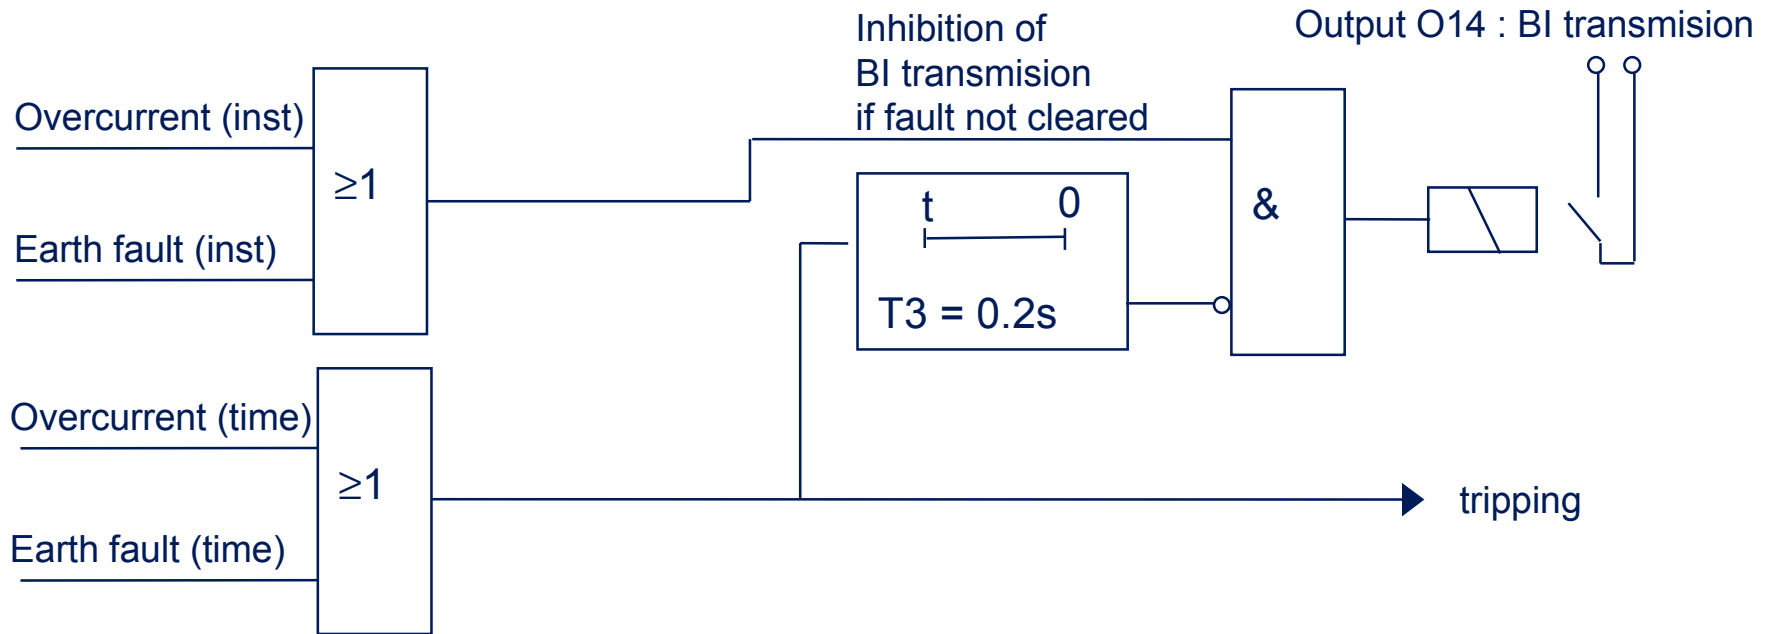 Inhibition of
BI transmision
if fault not cleared
Output O14 : BI transmision
Overcurrent (inst)
≥1
Earth fault (inst)
t 0
T3 = 0.2s
&
Overcurrent (time)
≥1
Earth fault (time)
tripping